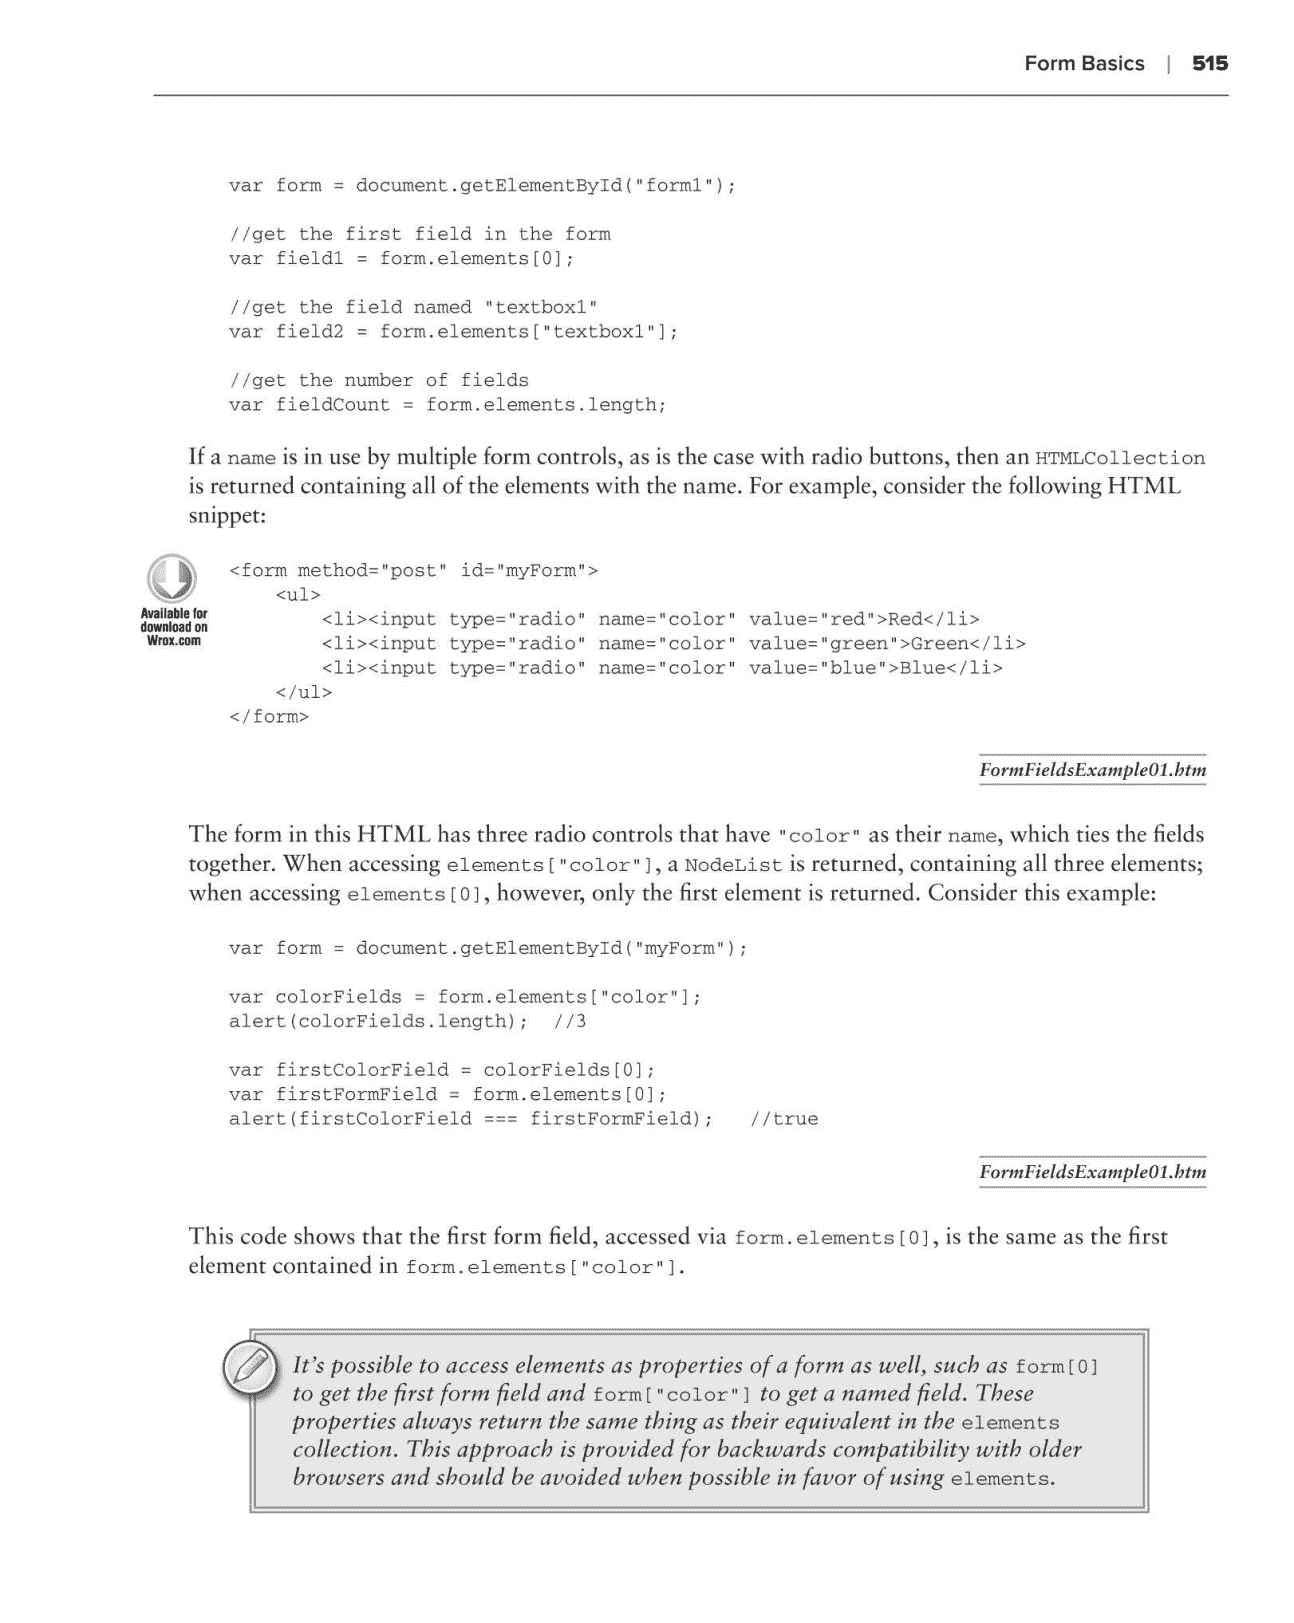 Form Basics | 515
var form = document.getElementById("form1");
//get the first field in the form
var field1 = form.elements[0];
//get the field named "textbox1"
var field2 = form.elements["textbox1"];
//get the number of fields
var fieldCount = form.elements.length;
If a name is in use by multiple form controls, as is the case with radio buttons, then an HTMLCollection
is returned containing all of the elements with the name. For example, consider the following HTML
snippet:
Available for
download on
Wrox.com
<form method="post" id="myForm">
    <ul>
        <li><input type="radio" name="color" value="red">Red</li>
        <li><input type="radio" name="color" value="green">Green</li>
        <li><input type="radio" name="color" value="blue">Blue</li>
    </ul>
</form>
FormFieldsExample01.htm
The form in this HTML has three radio controls that have "color" as their name, which ties the fields
together. When accessing elements["color"], a NodeList is returned, containing all three elements;
when accessing elements[0], however, only the first element is returned. Consider this example:
var form = document.getElementById("myForm");
var colorFields = form.elements["color"];
alert(colorFields.length);  //3
var firstColorField = colorFields[0];
var firstFormField = form.elements[0];
alert(firstColorField === firstFormField);   //true
FormFieldsExample01.htm
This code shows that the first form field, accessed via form.elements[0], is the same as the first
element contained in form.elements["color"].
It's possible to access elements as properties of a form as well, such as form[0]
to get the first form field and form["color"] to get a named field. These
properties always return the same thing as their equivalent in the elements
collection. This approach is provided for backwards compatibility with older
browsers and should be avoided when possible in favor of using elements.